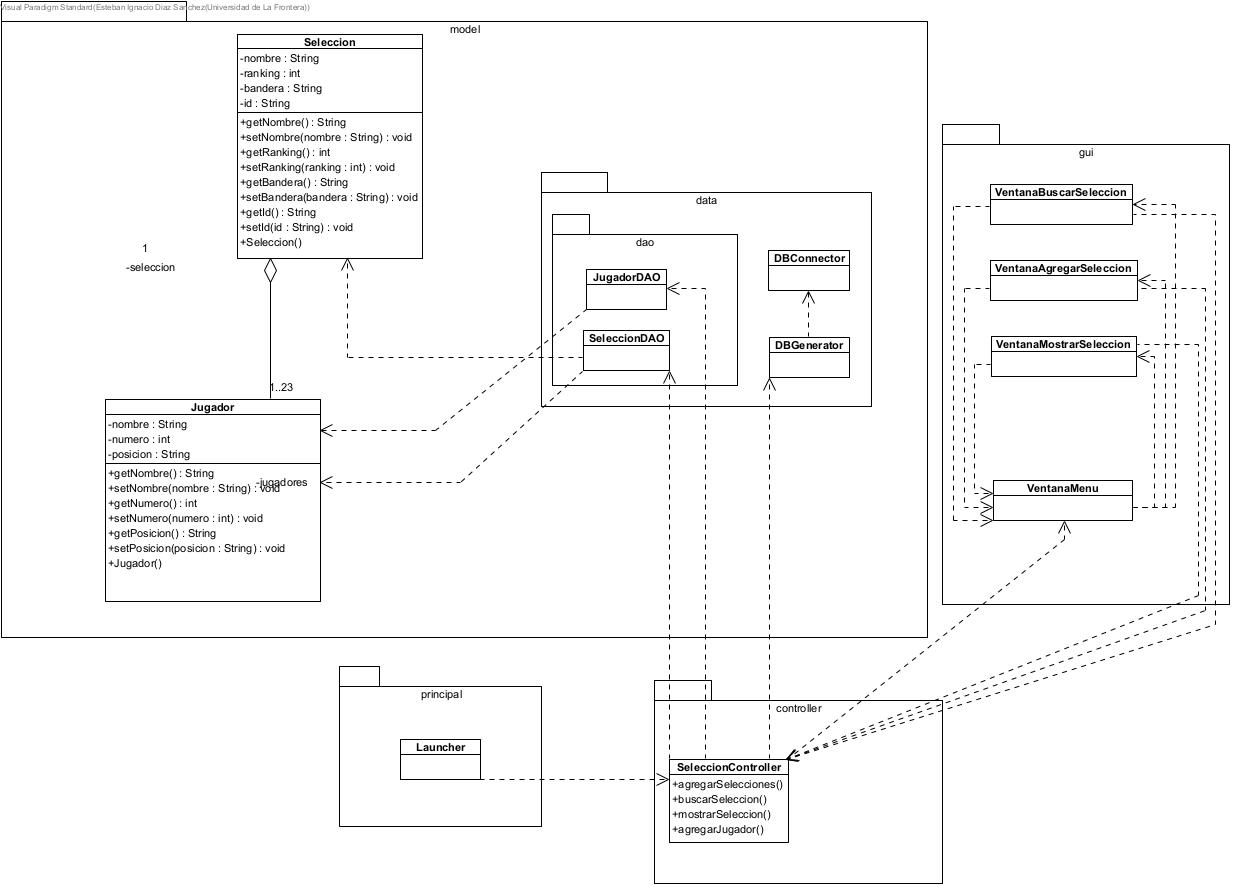 Visual Paradigm Standard(Esteban Ignacio Diaz Sanchez(Universidad de La Frontera))
model
Seleccion
-nombre : String
-ranking : int
-bandera : String
-id : String
+getNombre() : String
+setNombre(nombre : String) : void
+getRanking() : int
+setRanking(ranking : int) : void
+getBandera() : String
+setBandera(bandera : String) : void
+getId() : String
+setId(id : String) : void
+Seleccion()
1
-seleccion
1..23
Jugador
-nombre : String
-numero : int
-posicion : String
+getNombre() : String
+setNombre(nombre : String) : void
+getNumero() : int
+setNumero(numero : int) : void
+getPosicion() : String
+setPosicion(posicion : String) : void
+Jugador()
-jugadores
data
dao
JugadorDAO
SeleccionDAO
DBConnector
DBGenerator
gui
VentanaBuscarSeleccion
VentanaAgregarSeleccion
VentanaMostrarSeleccion
VentanaMenu
principal
Launcher
controller
SeleccionController
+agregarSelecciones()
+buscarSeleccion()
+mostrarSeleccion()
+agregarJugador()